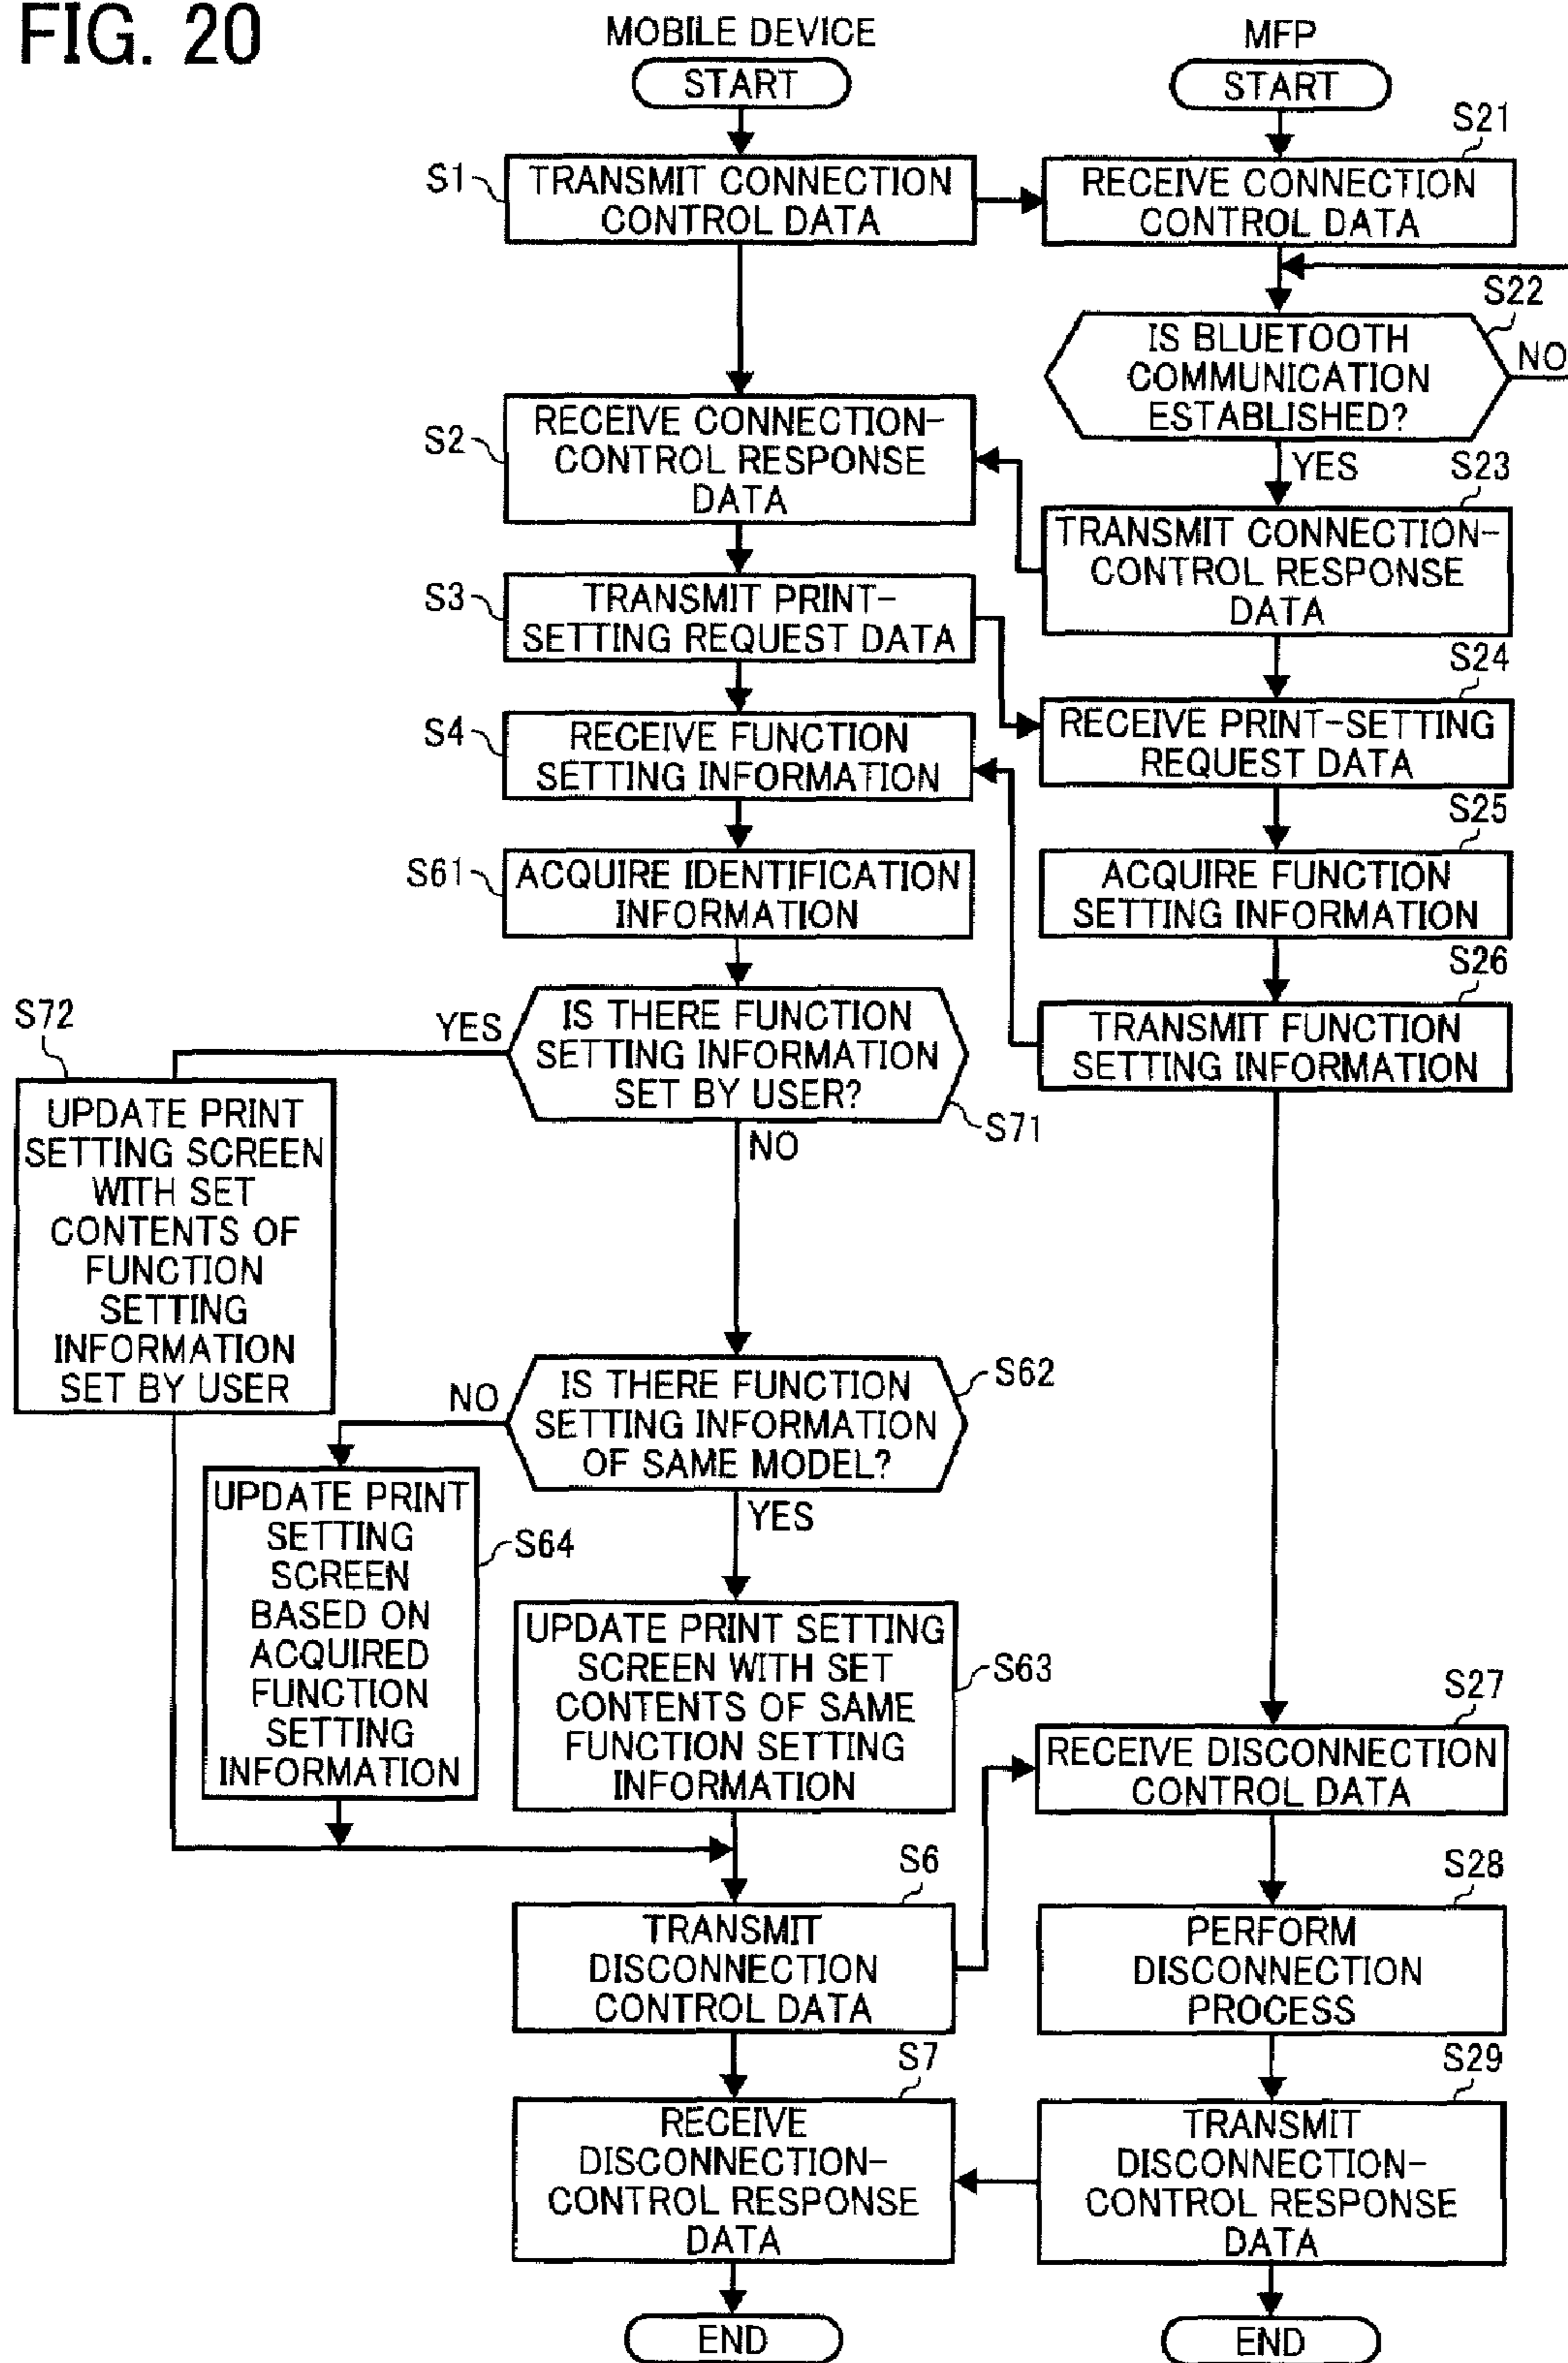 FIG. 20
MOBILE DEVICE
MFP
START
START
S1
TRANSMIT CONNECTION
CONTROL DATA
S21
RECEIVE CONNECTION
CONTROL DATA
S22
IS BLUETOOTH
COMMUNICATION
ESTABLISHED?
NO
YES
S2
RECEIVE CONNECTION-
CONTROL RESPONSE
DATA
S23
TRANSMIT CONNECTION-
CONTROL RESPONSE
DATA
S3
TRANSMIT PRINT-
SETTING REQUEST DATA
S24
RECEIVE PRINT-SETTING
REQUEST DATA
S4
RECEIVE FUNCTION
SETTING INFORMATION
S25
ACQUIRE FUNCTION
SETTING INFORMATION
S61
ACQUIRE IDENTIFICATION
INFORMATION
S26
TRANSMIT FUNCTION
SETTING INFORMATION
S71
IS THERE FUNCTION
SETTING INFORMATION
SET BY USER?
YES
NO
S72
UPDATE PRINT
SETTING SCREEN
WITH SET
CONTENTS OF
FUNCTION
SETTING
INFORMATION
SET BY USER
S62
IS THERE FUNCTION
SETTING INFORMATION
OF SAME MODEL?
NO
YES
S64
UPDATE PRINT
SETTING
SCREEN
BASED ON
ACQUIRED
FUNCTION
SETTING
INFORMATION
S63
UPDATE PRINT SETTING
SCREEN WITH SET
CONTENTS OF SAME
FUNCTION SETTING
INFORMATION
S27
RECEIVE DISCONNECTION
CONTROL DATA
S6
TRANSMIT
DISCONNECTION
CONTROL DATA
S28
PERFORM
DISCONNECTION
PROCESS
S7
RECEIVE
DISCONNECTION-
CONTROL RESPONSE
DATA
S29
TRANSMIT
DISCONNECTION-
CONTROL RESPONSE
DATA
END
END